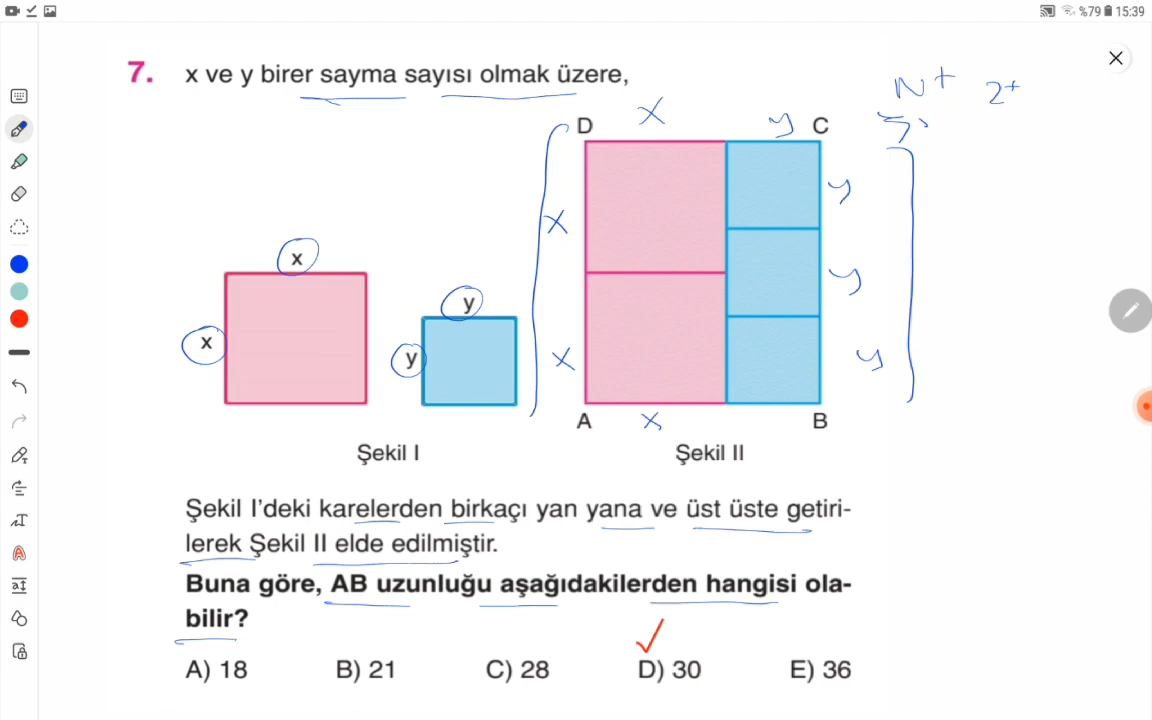 %79 15:39
7. x ve y birer sayma sayısı olmak üzere,
N+ 2+
x y
D C
x y
x
x y
y
x y
A x B
Şekil I Şekil II
Şekil I'deki karelerden birkaçı yan yana ve üst üste getiri-
lerek Şekil II elde edilmiştir.
Buna göre, AB uzunluğu aşağıdakilerden hangisi ola-
bilir?
A) 18 B) 21 C) 28 D) 30 E) 36